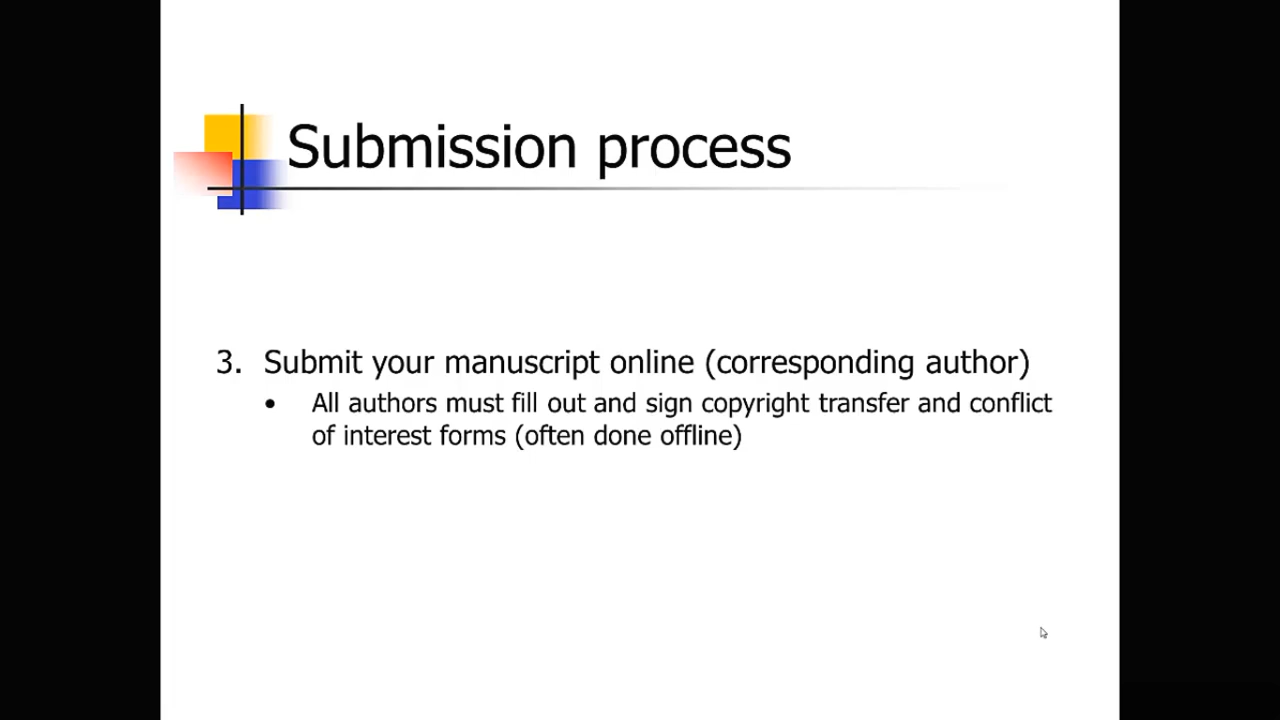 Submission process
3. Submit your manuscript online (corresponding author)
• All authors must fill out and sign copyright transfer and conflict
of interest forms (often done offline)